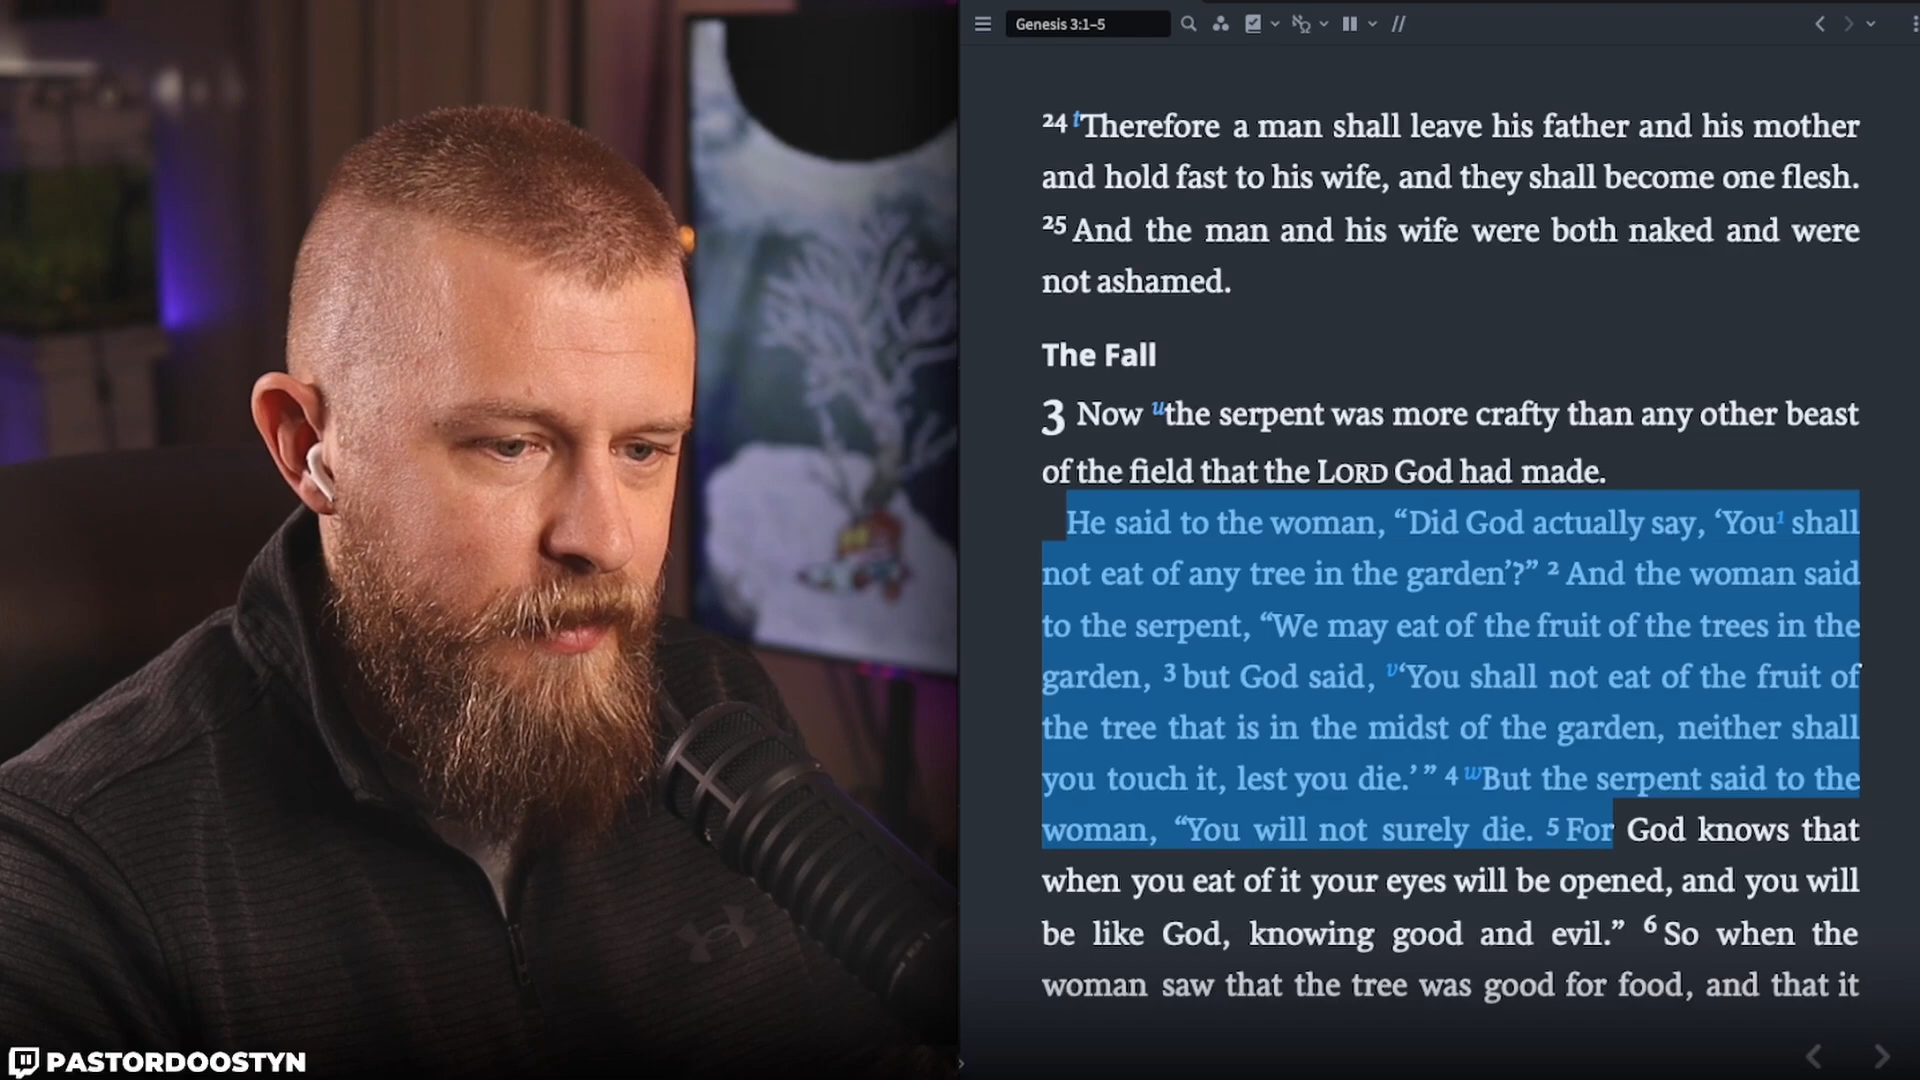 Genesis 3:1–5
24 tTherefore a man shall leave his father and his mother
and hold fast to his wife, and they shall become one flesh.
25 And the man and his wife were both naked and were
not ashamed.
The Fall
3 Now uthe serpent was more crafty than any other beast
of the field that the LORD God had made.
He said to the woman, “Did God actually say, ‘You1 shall
not eat of any tree in the garden’?” 2 And the woman said
to the serpent, “We may eat of the fruit of the trees in the
garden, 3 but God said, v‘You shall not eat of the fruit of
the tree that is in the midst of the garden, neither shall
you touch it, lest you die.’ ” 4 wBut the serpent said to the
woman, “You will not surely die. 5 For God knows that
when you eat of it your eyes will be opened, and you will
be like God, knowing good and evil.” 6 So when the
woman saw that the tree was good for food, and that it
PASTORDOOSTYN